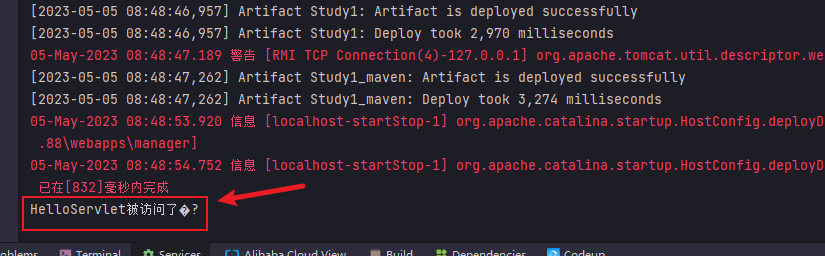 [2023-05-05 08:48:46,957] Artifact Study1: Artifact is deployed successfully
[2023-05-05 08:48:46,957] Artifact Study1: Deploy took 2,970 milliseconds
05-May-2023 08:48:47.189 警告 [RMI TCP Connection(4)-127.0.0.1] org.apache.tomcat.util.descriptor.we
[2023-05-05 08:48:47,262] Artifact Study1_maven: Artifact is deployed successfully
[2023-05-05 08:48:47,262] Artifact Study1_maven: Deploy took 3,274 milliseconds
05-May-2023 08:48:53.920 信息 [localhost-startStop-1] org.apache.catalina.startup.HostConfig.deployD
.88\webapps\manager]
05-May-2023 08:48:54.752 信息 [localhost-startStop-1] org.apache.catalina.startup.HostConfig.deployD
已在[832]毫秒内完成
HelloServlet被访问了�?
roblems Terminal Services Alibaba Cloud View Build Dependencies Codeup